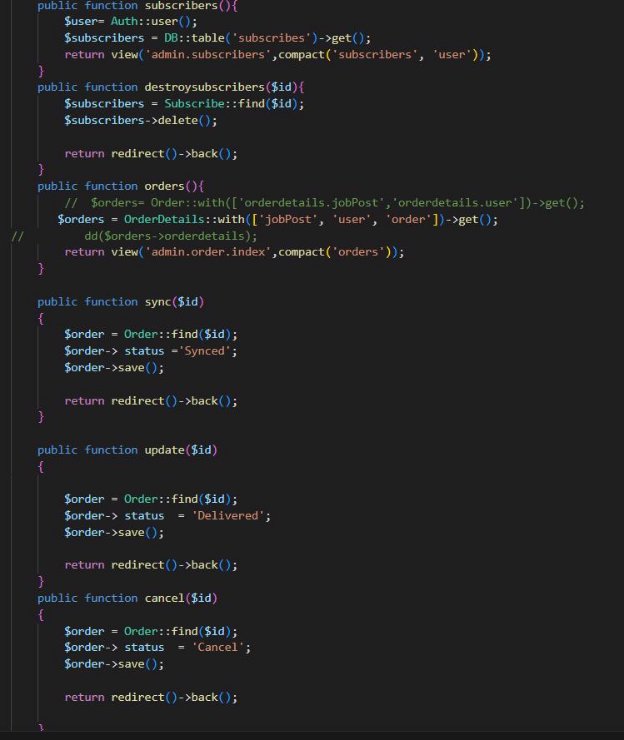 public function subscribers(){
$user= Auth::user();
$subscribers = DB::table('subscribes')->get();
return view('admin.subscribers',compact('subscribers', 'user'));
}
public function destroysubscribers($id){
$subscribers = Subscribe::find($id);
$subscribers->delete();
return redirect()->back();
}
public function orders(){
//  $orders= Order::with(['orderdetails.jobPost','orderdetails.user'])->get();
$orders = OrderDetails::with(['jobPost', 'user', 'order'])->get();
//         dd($orders->orderdetails);
return view('admin.order.index',compact('orders'));
}
public function sync($id)
{
$order = Order::find($id);
$order-> status ='Synced';
$order->save();
return redirect()->back();
}
public function update($id)
{
$order = Order::find($id);
$order-> status  = 'Delivered';
$order->save();
return redirect()->back();
}
public function cancel($id)
{
$order = Order::find($id);
$order-> status  = 'Cancel';
$order->save();
return redirect()->back();
}